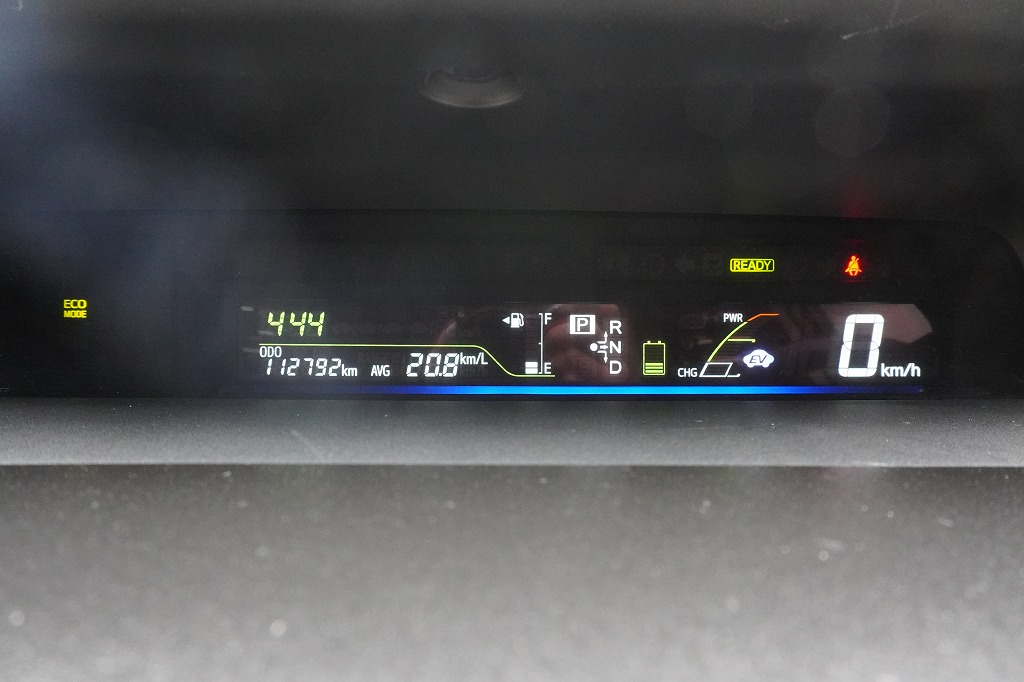 READY
ECO
MODE
444
ODO
112792km AVG 20.8km/L
F
E
P
R
N
D
PWR
EV
CHG
0km/h